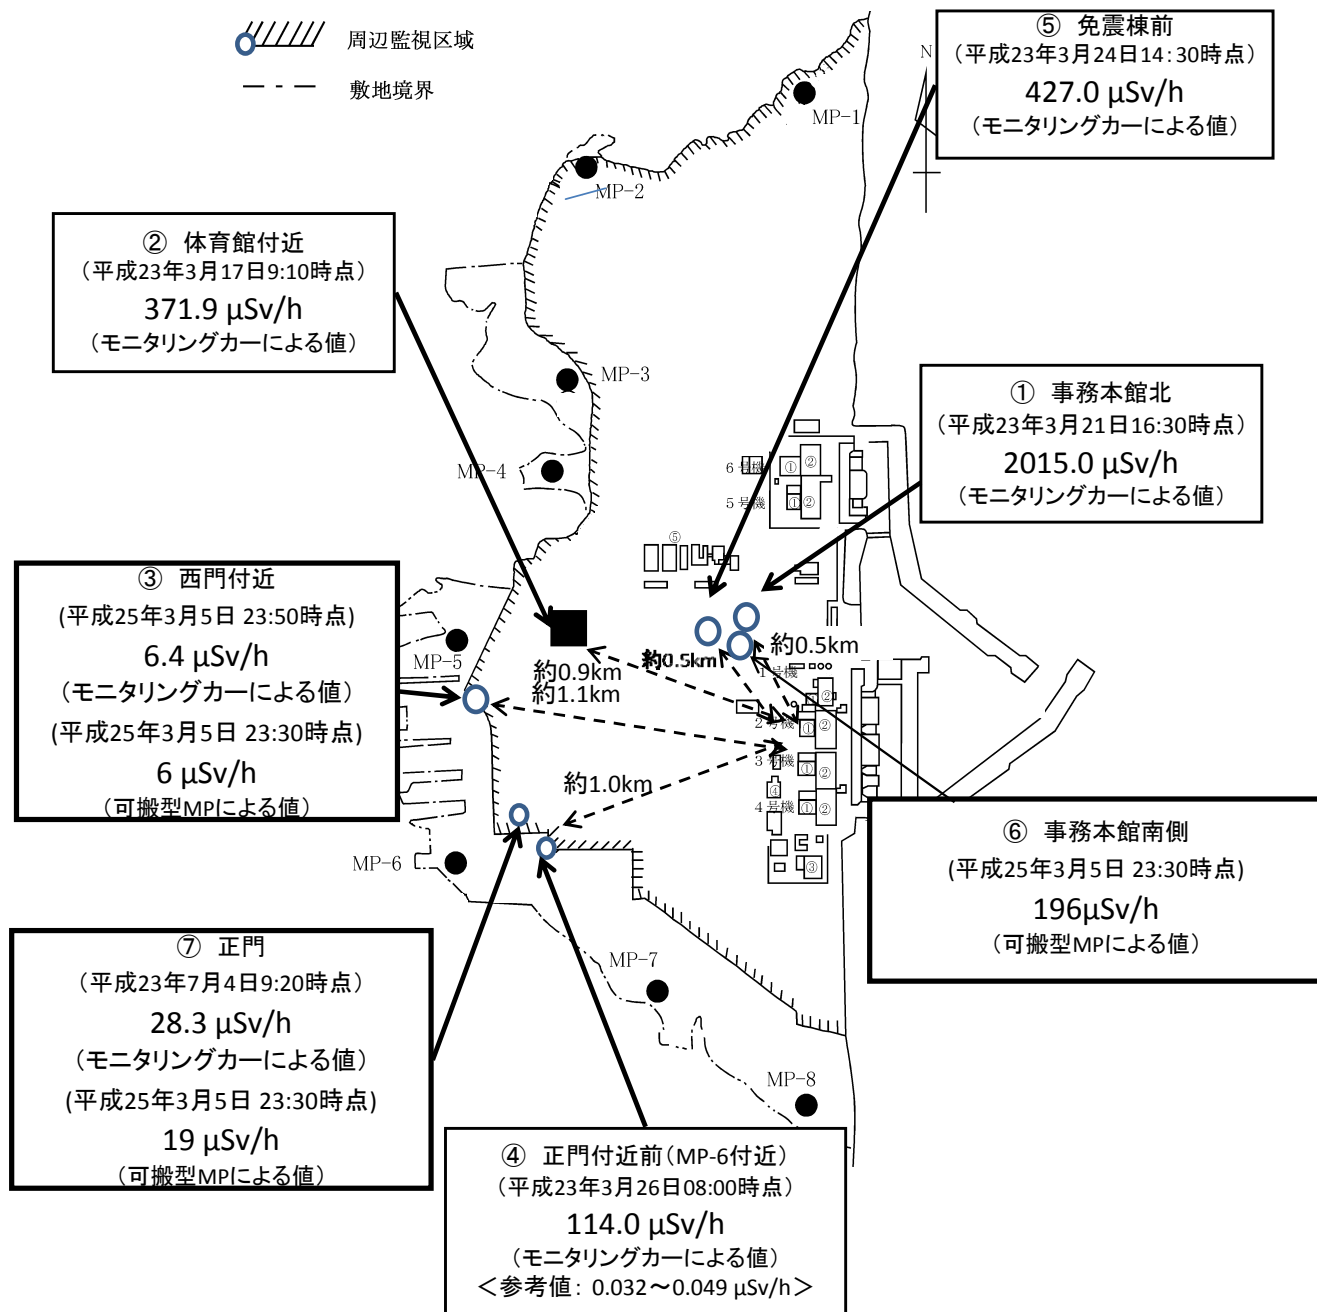 周辺監視区域
敷地境界
⑤ 免震棟前
(平成23年3月24日14:30時点)
427.0 μSv/h
(モニタリングカーによる値)
N
MP-1
MP-2
② 体育館付近
(平成23年3月17日9:10時点)
371.9 μSv/h
(モニタリングカーによる値)
MP-3
① 事務本館北
(平成23年3月21日16:30時点)
2015.0 μSv/h
(モニタリングカーによる値)
MP-4
6号機
① ②
5号機
① ②
⑤
③ 西門付近
(平成25年3月5日 23:50時点)
6.4 μSv/h
(モニタリングカーによる値)
(平成25年3月5日 23:30時点)
6 μSv/h
(可搬型MPによる値)
MP-5
約0.9km
約1.1km
約0.5km
約0.5km
1号機
②
2号機
① ②
3号機
① ②
約1.0km
④
4号機
① ②
③
MP-6
⑥ 事務本館南側
(平成25年3月5日 23:30時点)
196μSv/h
(可搬型MPによる値)
⑦ 正門
(平成23年7月4日9:20時点)
28.3 μSv/h
(モニタリングカーによる値)
(平成25年3月5日 23:30時点)
19 μSv/h
(可搬型MPによる値)
MP-7
MP-8
④ 正門付近前(MP-6付近)
(平成23年3月26日08:00時点)
114.0 μSv/h
(モニタリングカーによる値)
<参考値: 0.032～0.049 μSv/h>